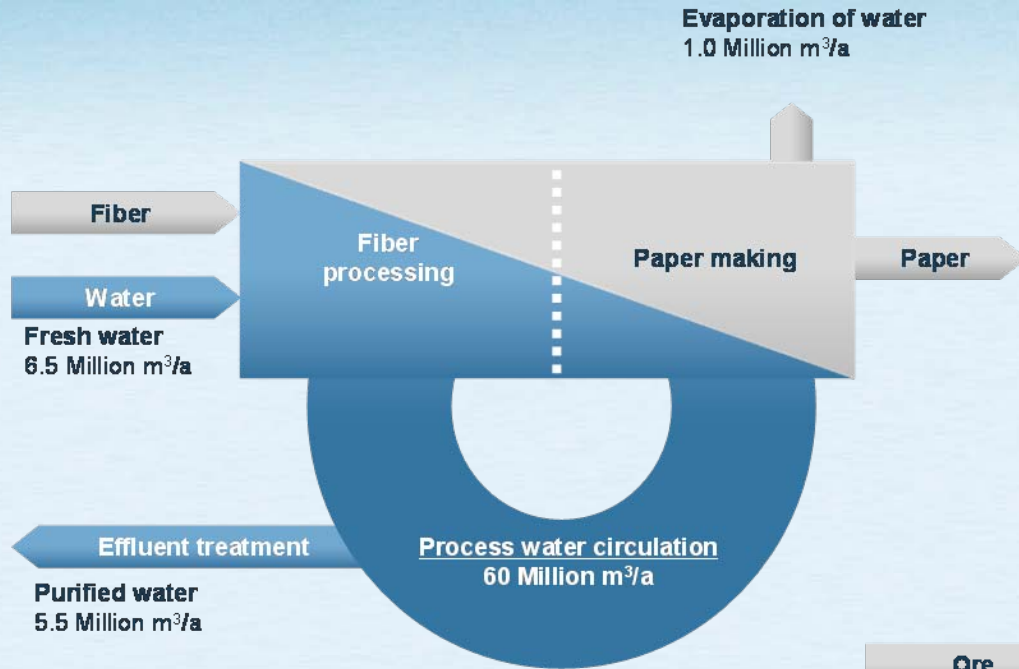 Evaporation of water
1.0 Million m³/a
Fiber
Fiber
processing
Paper making
Paper
Water
Fresh water
6.5 Million m³/a
Effluent treatment
Process water circulation
60 Million m³/a
Purified water
5.5 Million m³/a
Ore